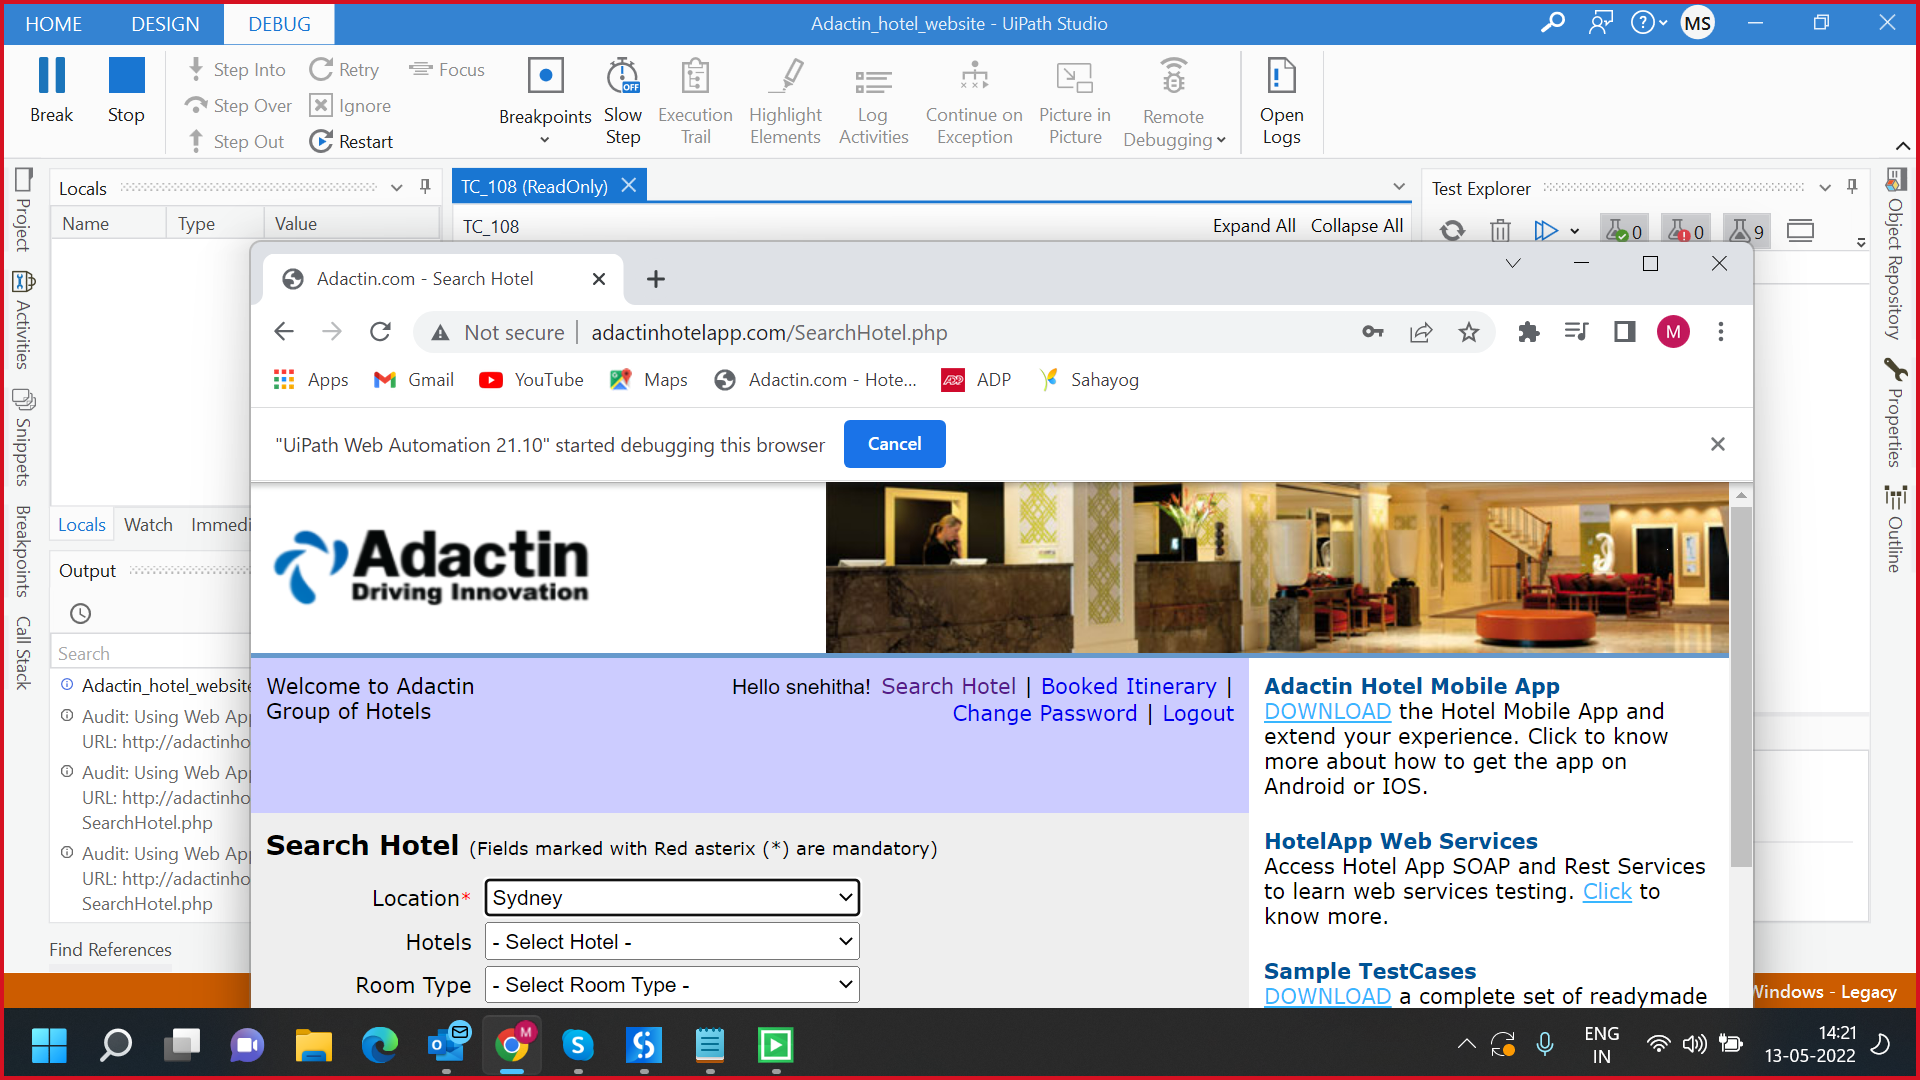 HOME DESIGN DEBUG
Adactin_hotel_website - UiPath Studio
MS
Break
Stop
Step Into
Step Over
Step Out
Retry
Ignore
Restart
Focus
Breakpoints
Slow
Step
OFF
Execution
Trail
Highlight
Elements
Log
Activities
Continue on
Exception
Picture in
Picture
Remote
Debugging
Open
Logs
Project
Activities
Snippets
Breakpoints
Call Stack
Locals
Name Type Value
TC_108 (ReadOnly)
TC_108
Expand All Collapse All
Test Explorer
0 0 9
Object Repository
Properties
Outline
Locals Watch Immedi
Output
Search
Adactin_hotel_website
Audit: Using Web App
URL: http://adactinho
Audit: Using Web App
URL: http://adactinho
SearchHotel.php
Audit: Using Web App
URL: http://adactinho
SearchHotel.php
Find References
Adactin.com - Search Hotel
Not secure adactinhotelapp.com/SearchHotel.php
M
Apps Gmail YouTube Maps Adactin.com - Hote... ADP Sahayog
"UiPath Web Automation 21.10" started debugging this browser Cancel
Adactin
Driving Innovation
Welcome to Adactin
Group of Hotels
Hello snehitha! Search Hotel | Booked Itinerary |
Change Password | Logout
Search Hotel (Fields marked with Red asterix (*) are mandatory)
Location* Sydney
Hotels - Select Hotel -
Room Type - Select Room Type -
Adactin Hotel Mobile App
DOWNLOAD the Hotel Mobile App and
extend your experience. Click to know
more about how to get the app on
Android or IOS.
HotelApp Web Services
Access Hotel App SOAP and Rest Services
to learn web services testing. Click to
know more.
Sample TestCases
DOWNLOAD a complete set of readymade
Windows - Legacy
M
ENG
IN
14:21
13-05-2022